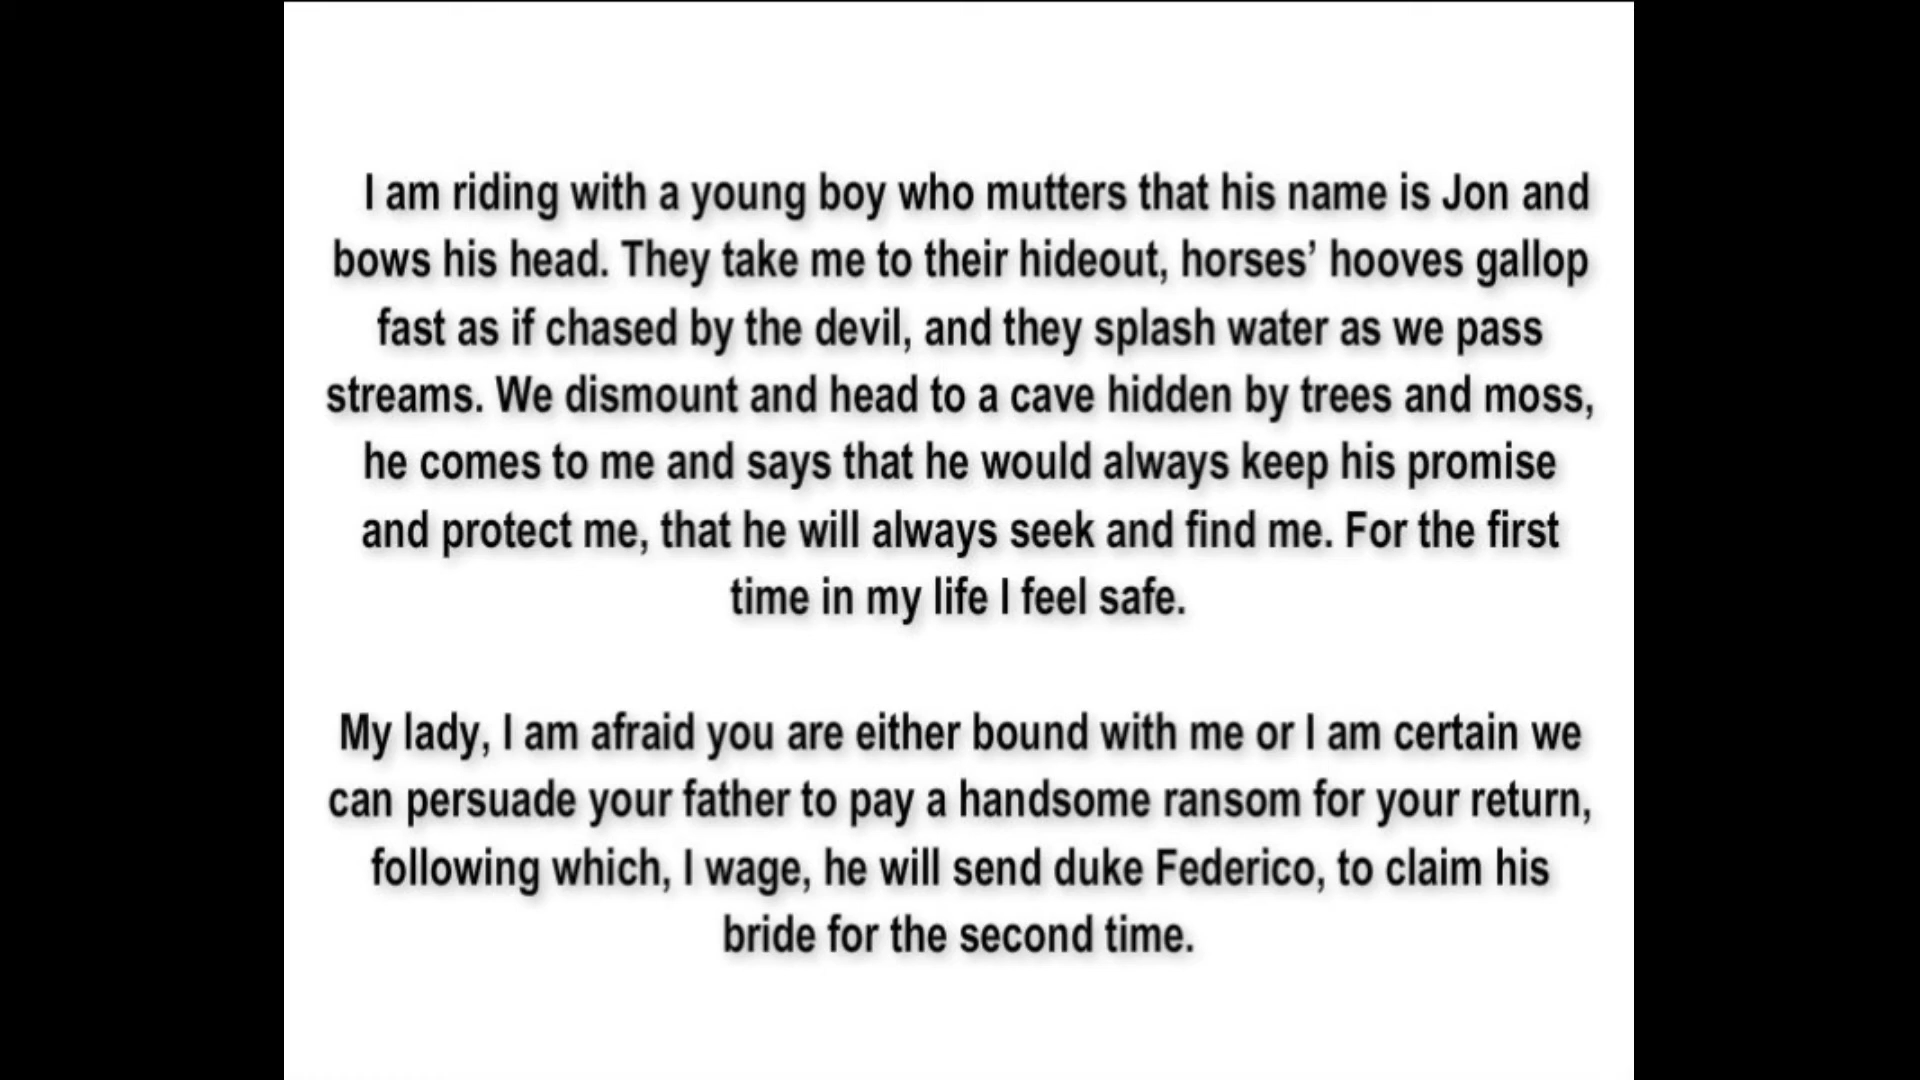 I am riding with a young boy who mutters that his name is Jon and
bows his head. They take me to their hideout, horses’ hooves gallop
fast as if chased by the devil, and they splash water as we pass
streams. We dismount and head to a cave hidden by trees and moss,
he comes to me and says that he would always keep his promise
and protect me, that he will always seek and find me. For the first
time in my life I feel safe.
My lady, I am afraid you are either bound with me or I am certain we
can persuade your father to pay a handsome ransom for your return,
following which, I wage, he will send duke Federico, to claim his
bride for the second time.